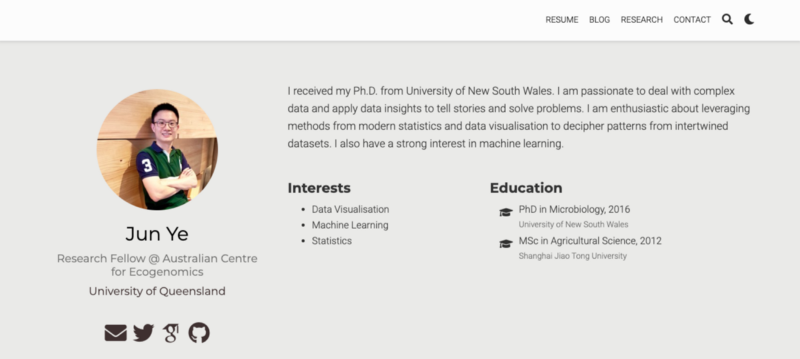 RESUME BLOG RESEARCH CONTACT
I received my Ph.D. from University of New South Wales. I am passionate to deal with complex
data and apply data insights to tell stories and solve problems. I am enthusiastic about leveraging
methods from modern statistics and data visualisation to decipher patterns from intertwined
datasets. I also have a strong interest in machine learning.
3
Jun Ye
Research Fellow @ Australian Centre
for Ecogenomics
University of Queensland
Interests
Data Visualisation
Machine Learning
Statistics
Education
PhD in Microbiology, 2016
University of New South Wales
MSc in Agricultural Science, 2012
Shanghai Jiao Tong University